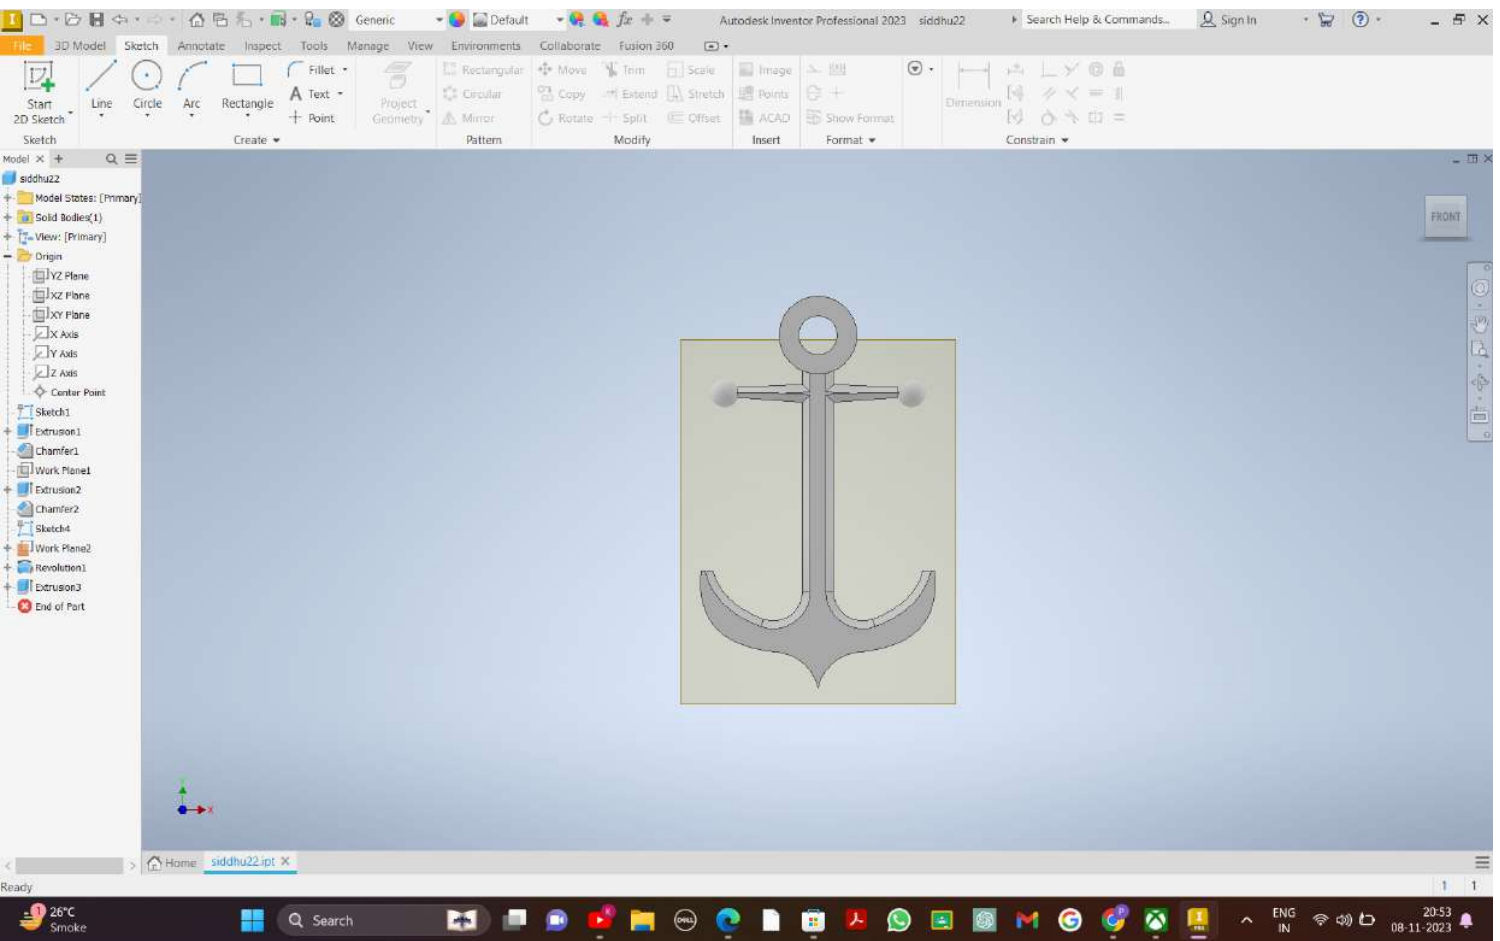 Generic Default fx Autodesk Inventor Professional 2023 siddhu22 Search Help & Commands... Sign In
File 3D Model Sketch Annotate Inspect Tools Manage View Environments Collaborate Fusion 360
Start 2D Sketch Line Circle Arc Rectangle Fillet Text Point Project Geometry Rectangular Circular Mirror Move Copy Rotate Trim Extend Split Scale Stretch Offset Image Points ACAD Show Format Dimension
Sketch Create Pattern Modify Insert Format Constrain
Model
siddhu22
Model States: [Primary]
Solid Bodies(1)
View: [Primary]
Origin
YZ Plane
XZ Plane
XY Plane
X Axis
Y Axis
Z Axis
Center Point
Sketch1
Extrusion1
Chamfer1
Work Plane1
Extrusion2
Chamfer2
Sketch4
Work Plane2
Revolution1
Extrusion3
End of Part
FRONT
Y
X
Home siddhu22.ipt
Ready 1 1
1 26°C Search DELL ENG 20:53
Smoke IN 08-11-2023